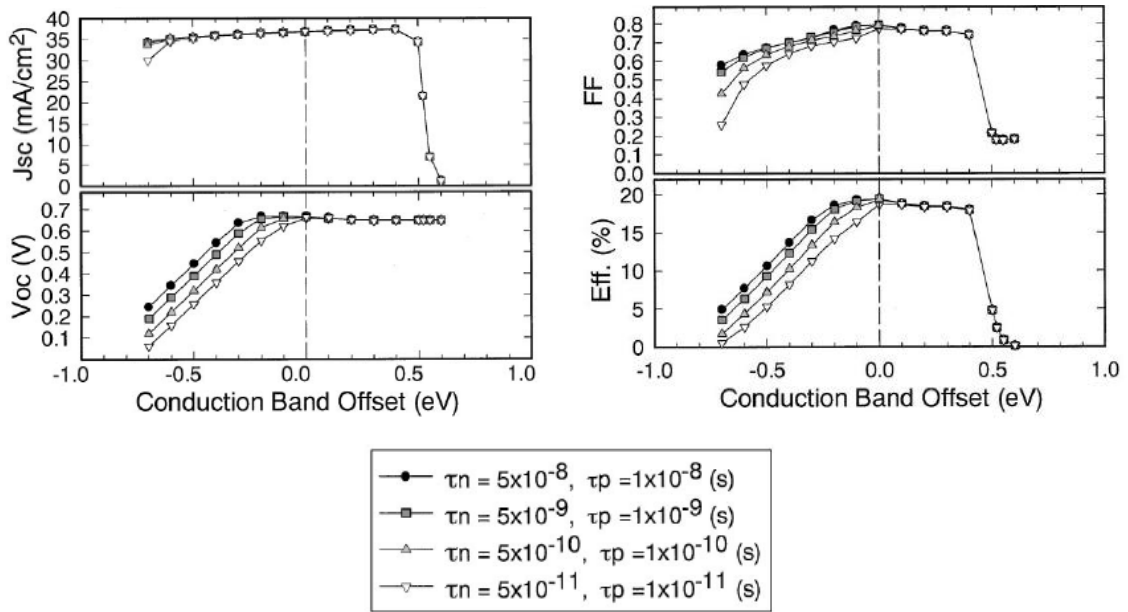 Jsc (mA/cm²)
40
35
30
25
20
15
10
5
0
Voc (V)
0.7
0.6
0.5
0.4
0.3
0.2
0.1
-1.0 -0.5 0.0 0.5 1.0
Conduction Band Offset (eV)
FF
0.8
0.7
0.6
0.5
0.4
0.3
0.2
0.1
0.0
Eff. (%)
20
15
10
5
0
-1.0 -0.5 0.0 0.5 1.0
Conduction Band Offset (eV)
τn = 5x10⁻⁸, τp =1x10⁻⁸ (s)
τn = 5x10⁻⁹, τp =1x10⁻⁹ (s)
τn = 5x10⁻¹⁰, τp =1x10⁻¹⁰ (s)
τn = 5x10⁻¹¹, τp =1x10⁻¹¹ (s)